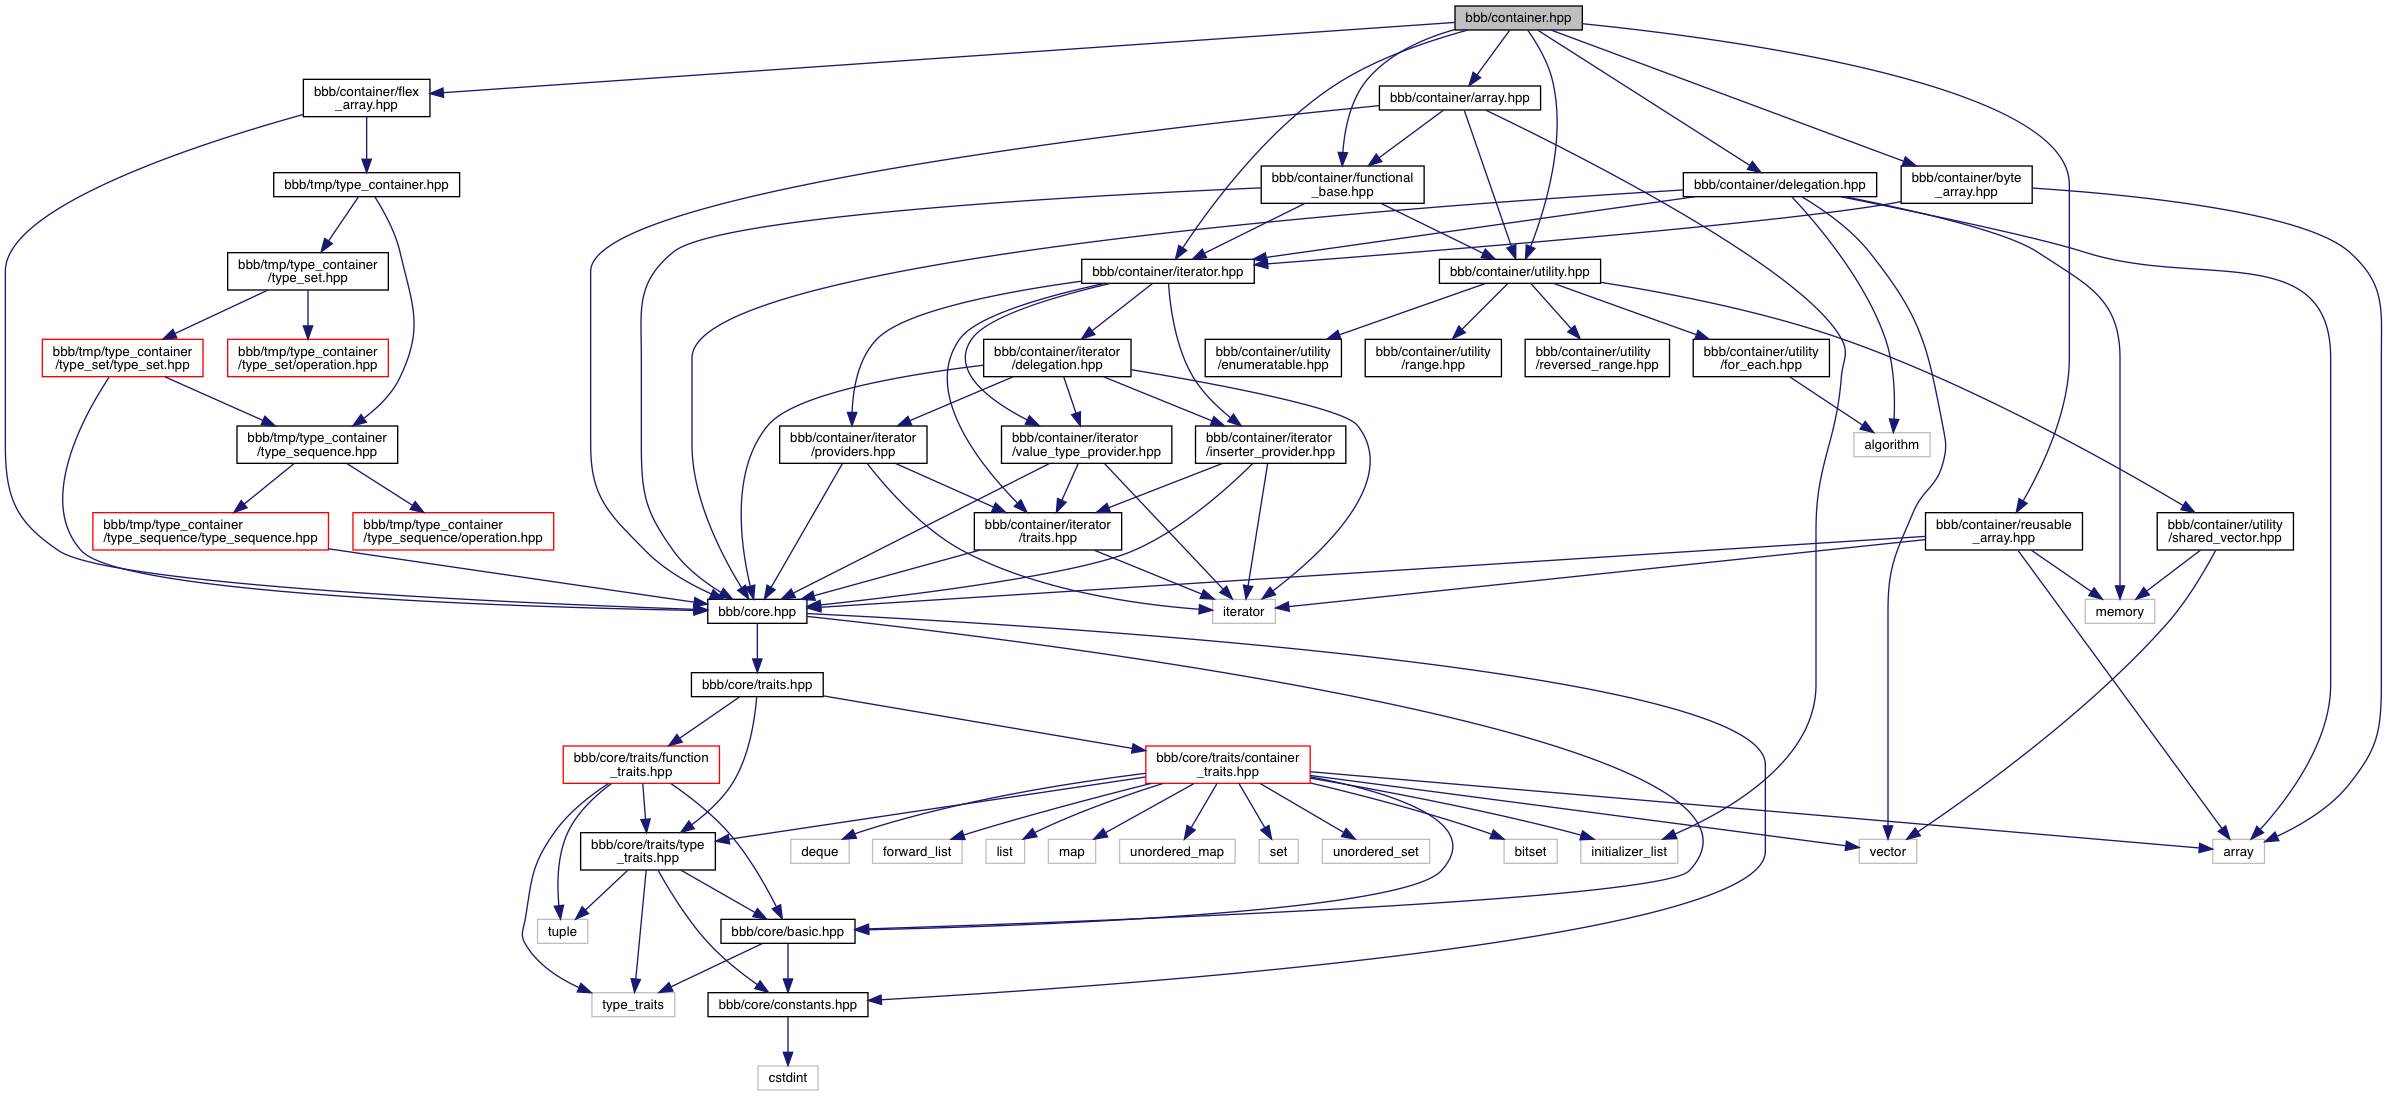 bbb/container.hpp
bbb/container/flex
_array.hpp
bbb/container/array.hpp
bbb/tmp/type_container.hpp
bbb/container/functional
_base.hpp
bbb/container/delegation.hpp
bbb/container/byte
_array.hpp
bbb/tmp/type_container
/type_set.hpp
bbb/container/iterator.hpp
bbb/container/utility.hpp
bbb/tmp/type_container
/type_set/type_set.hpp
bbb/tmp/type_container
/type_set/operation.hpp
bbb/container/iterator
/delegation.hpp
bbb/container/utility
/enumeratable.hpp
bbb/container/utility
/range.hpp
bbb/container/utility
/reversed_range.hpp
bbb/container/utility
/for_each.hpp
bbb/tmp/type_container
/type_sequence.hpp
bbb/container/iterator
/providers.hpp
bbb/container/iterator
/value_type_provider.hpp
bbb/container/iterator
/inserter_provider.hpp
algorithm
bbb/tmp/type_container
/type_sequence/type_sequence.hpp
bbb/tmp/type_container
/type_sequence/operation.hpp
bbb/container/iterator
/traits.hpp
bbb/container/reusable
_array.hpp
bbb/container/utility
/shared_vector.hpp
bbb/core.hpp
iterator
memory
bbb/core/traits.hpp
bbb/core/traits/function
_traits.hpp
bbb/core/traits/container
_traits.hpp
bbb/core/traits/type
_traits.hpp
deque
forward_list
list
map
unordered_map
set
unordered_set
bitset
initializer_list
vector
array
tuple
bbb/core/basic.hpp
type_traits
bbb/core/constants.hpp
cstdint